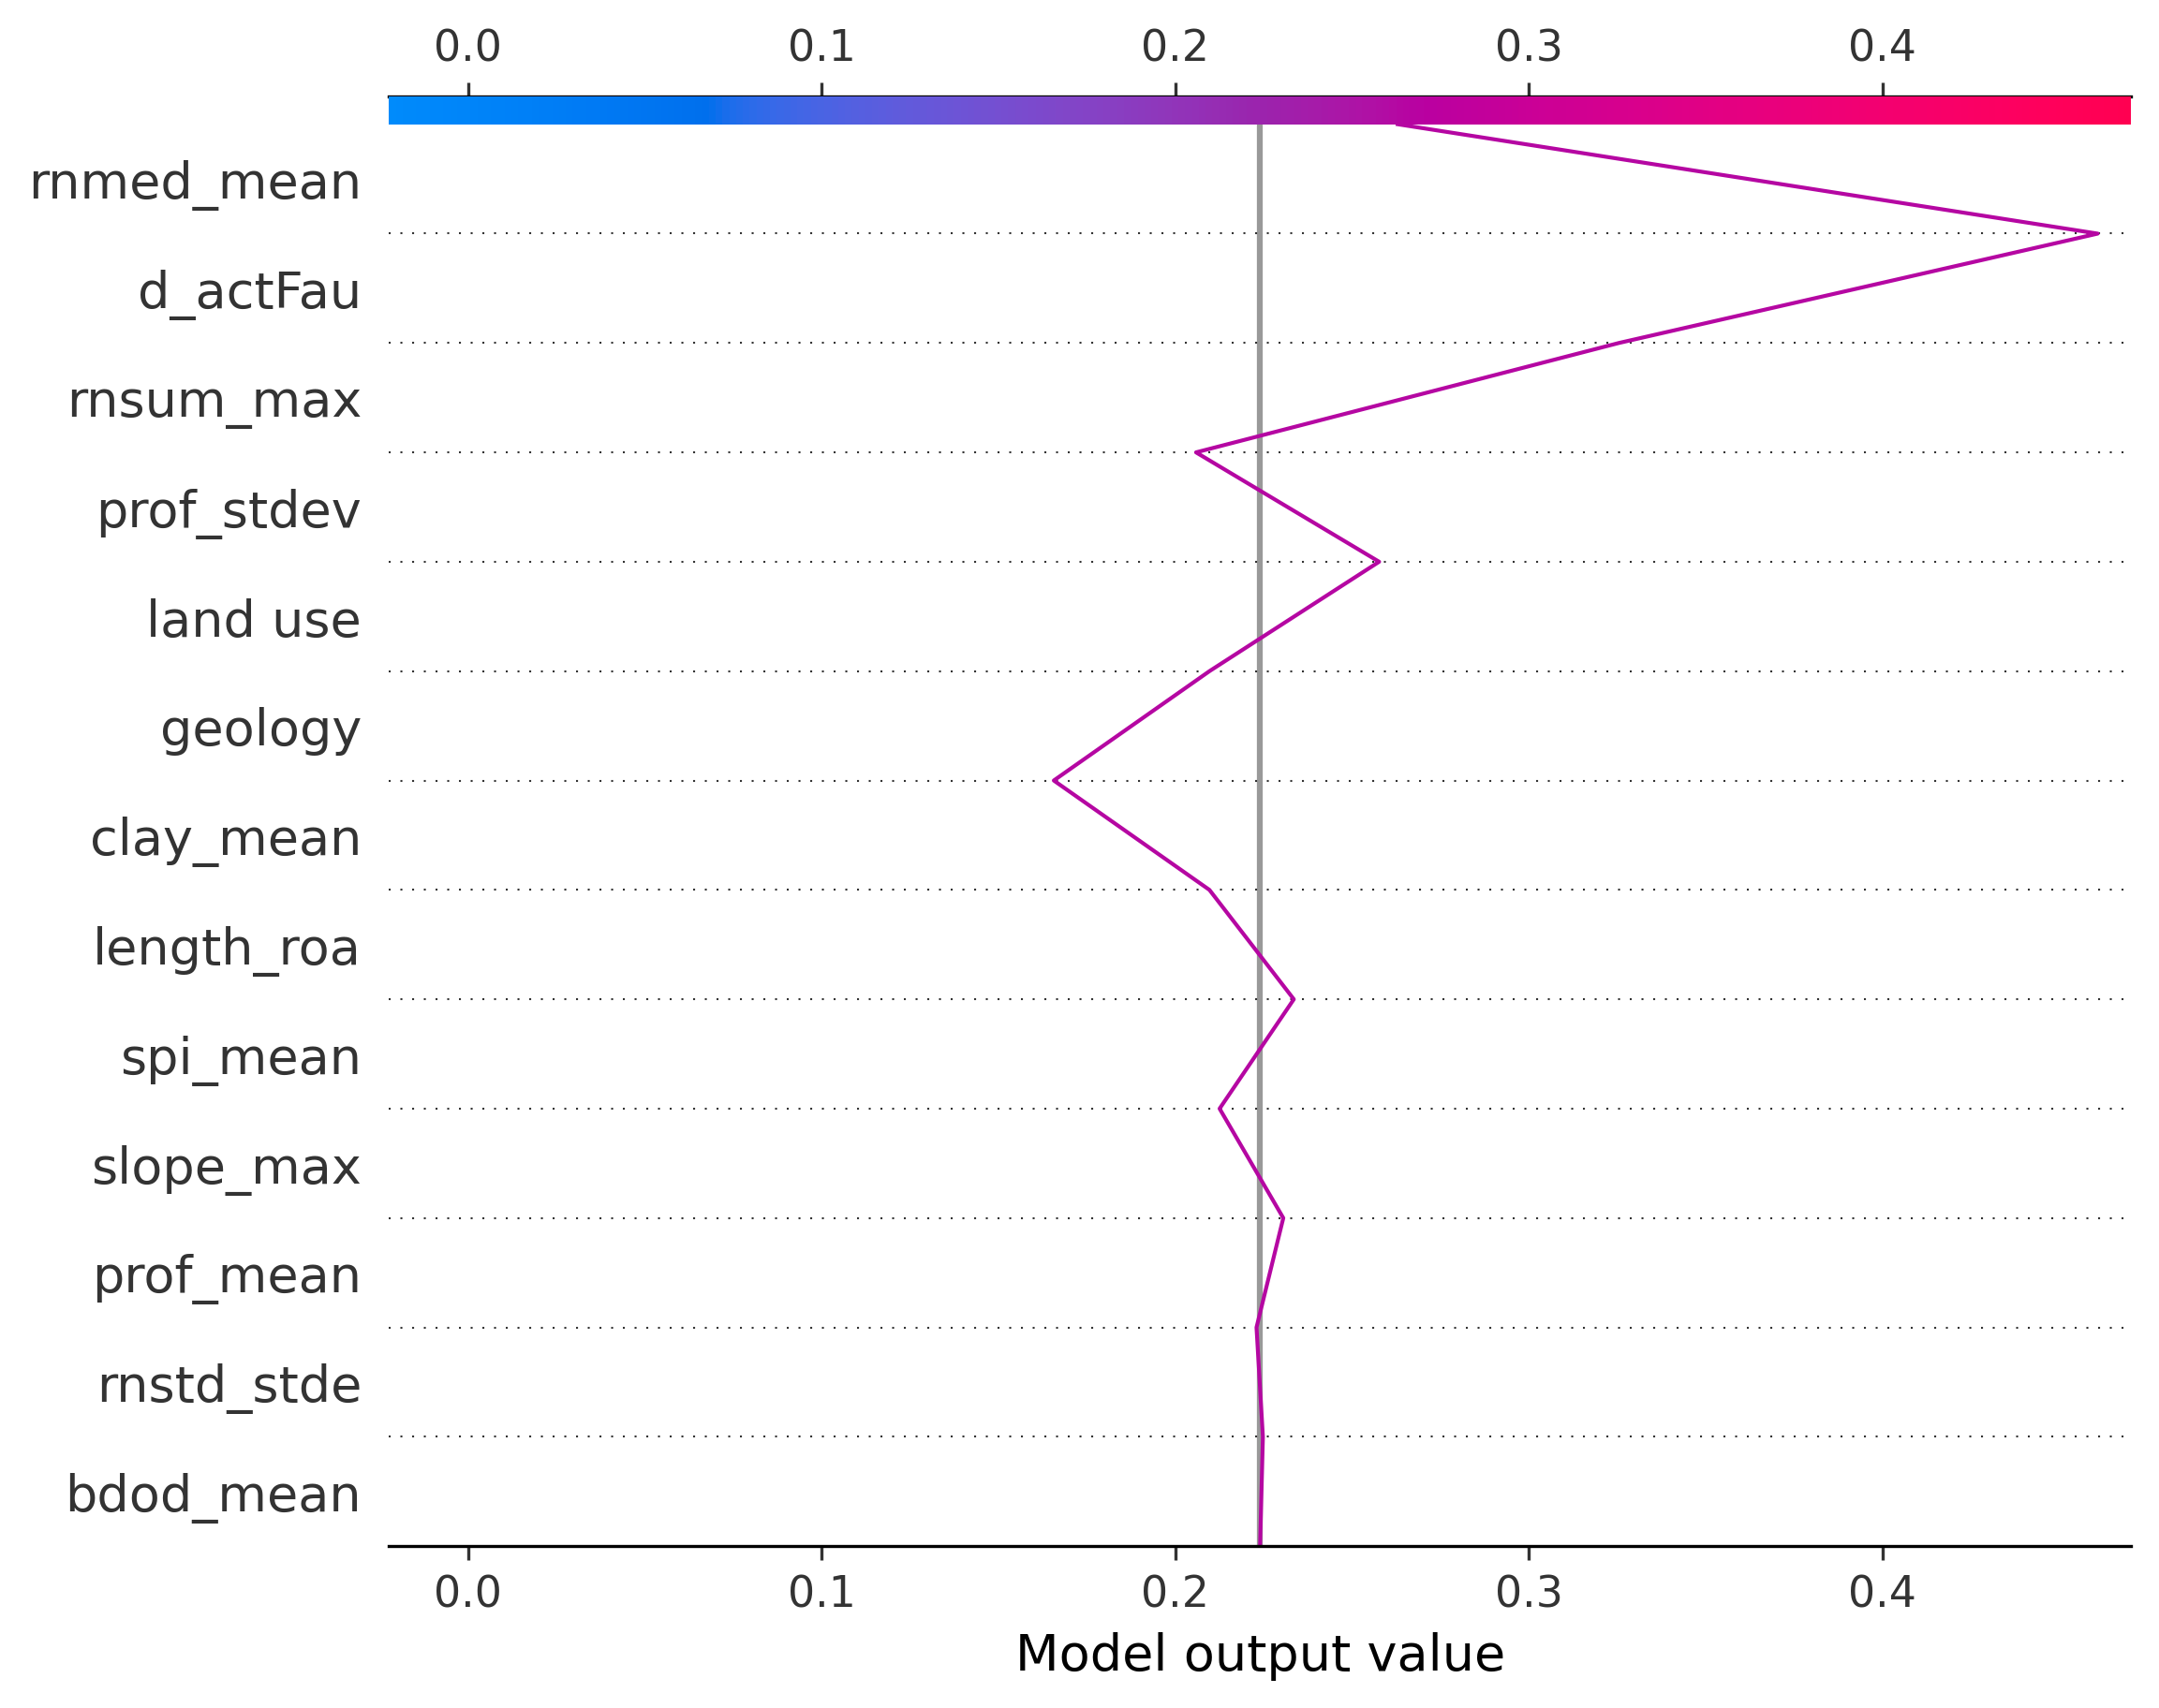 0.0 0.1 0.2 0.3 0.4
rnmed_mean
d_actFau
rnsum_max
prof_stdev
land use
geology
clay_mean
length_roa
spi_mean
slope_max
prof_mean
rnstd_stde
bdod_mean
0.0 0.1 0.2 0.3 0.4
Model output value